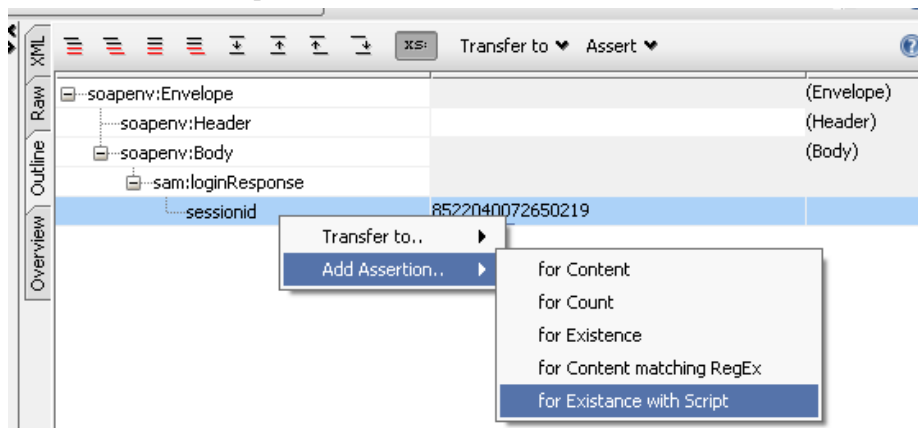 XS: Transfer to Assert
XML
Raw
Outline
Overview
soapenv:Envelope (Envelope)
soapenv:Header (Header)
soapenv:Body (Body)
sam:loginResponse
sessionid 8522040072650219
Transfer to..
Add Assertion..
for Content
for Count
for Existence
for Content matching RegEx
for Existance with Script